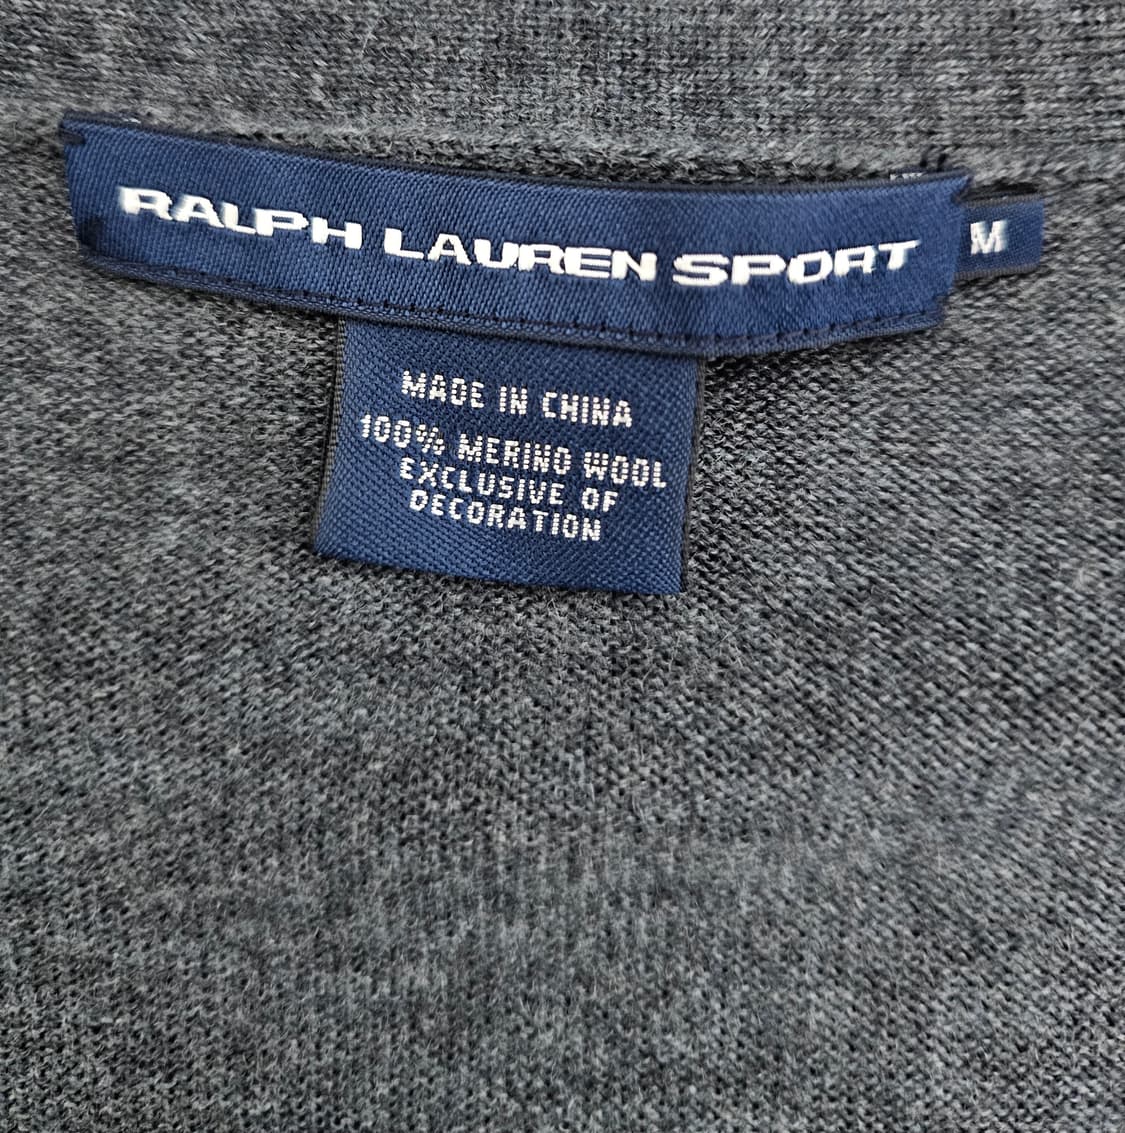 RALPH LAUREN SPORT
M
MADE IN CHINA
100% MERINO WOOL
EXCLUSIVE OF
DECORATION